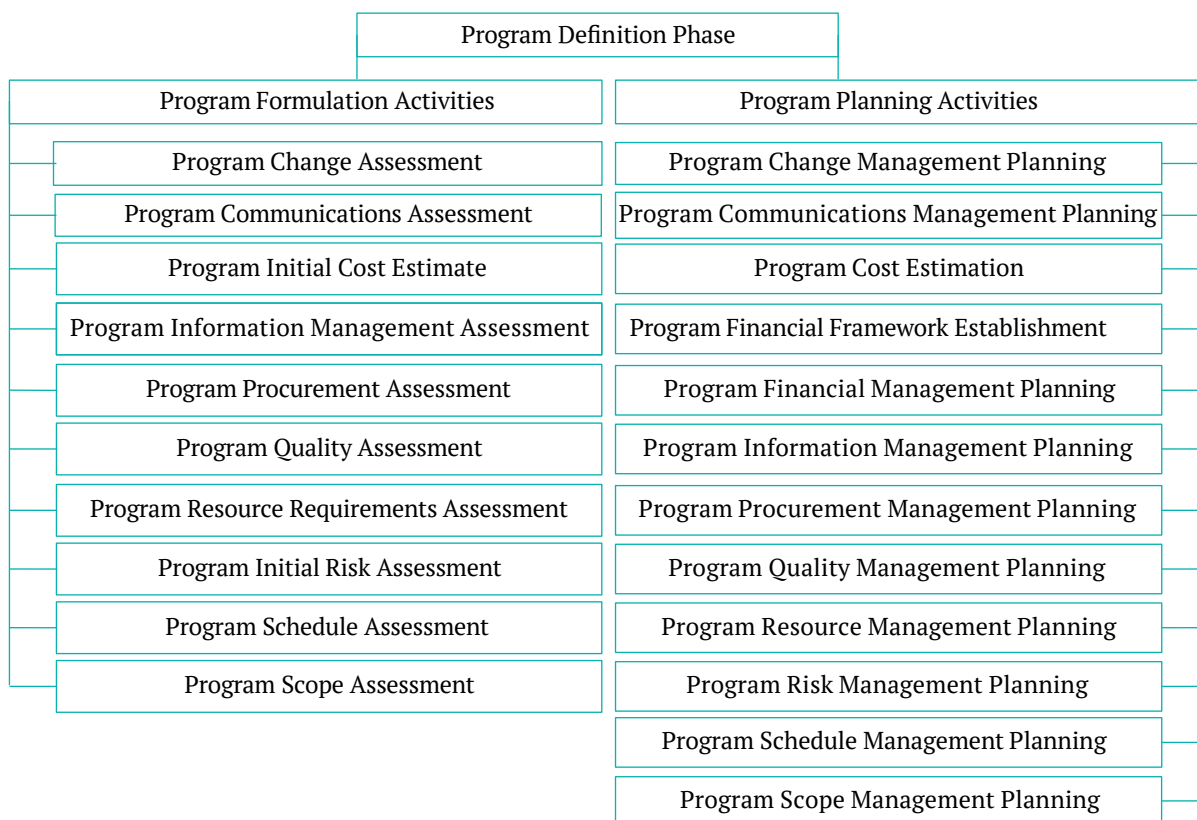 Program Definition Phase
Program Formulation Activities
Program Change Assessment
Program Communications Assessment
Program Initial Cost Estimate
Program Information Management Assessment
Program Procurement Assessment
Program Quality Assessment
Program Resource Requirements Assessment
Program Initial Risk Assessment
Program Schedule Assessment
Program Scope Assessment
Program Planning Activities
Program Change Management Planning
Program Communications Management Planning
Program Cost Estimation
Program Financial Framework Establishment
Program Financial Management Planning
Program Information Management Planning
Program Procurement Management Planning
Program Quality Management Planning
Program Resource Management Planning
Program Risk Management Planning
Program Schedule Management Planning
Program Scope Management Planning